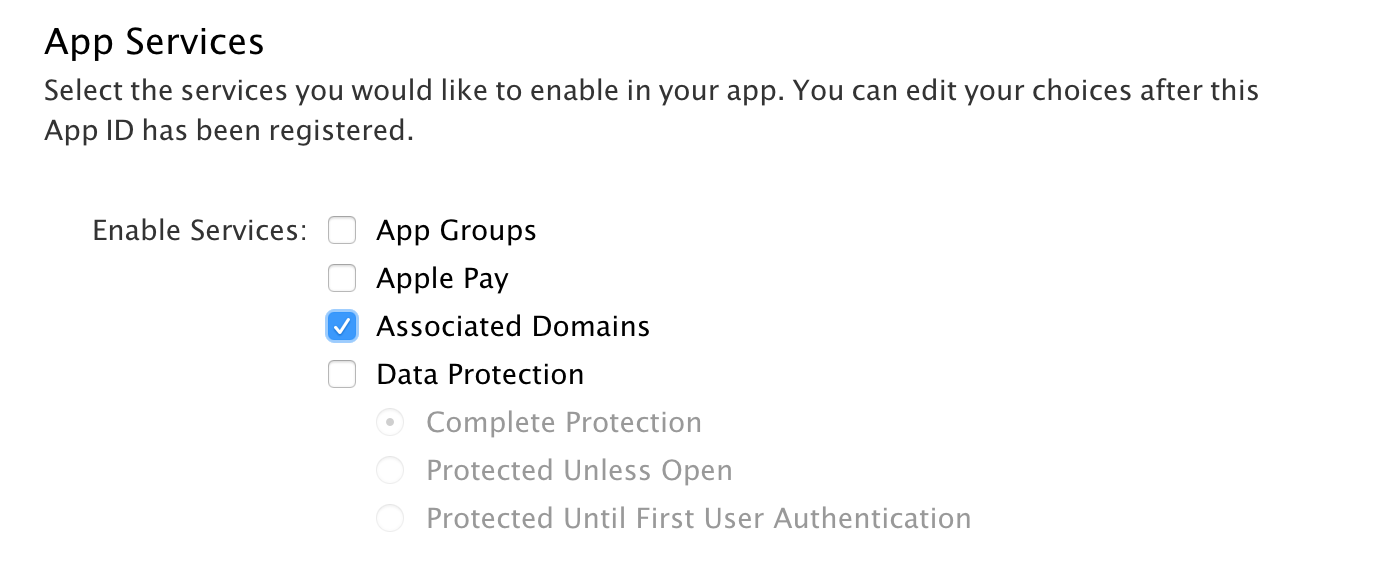 App Services
Select the services you would like to enable in your app. You can edit your choices after this
App ID has been registered.
Enable Services: App Groups
Apple Pay
Associated Domains
Data Protection
Complete Protection
Protected Unless Open
Protected Until First User Authentication